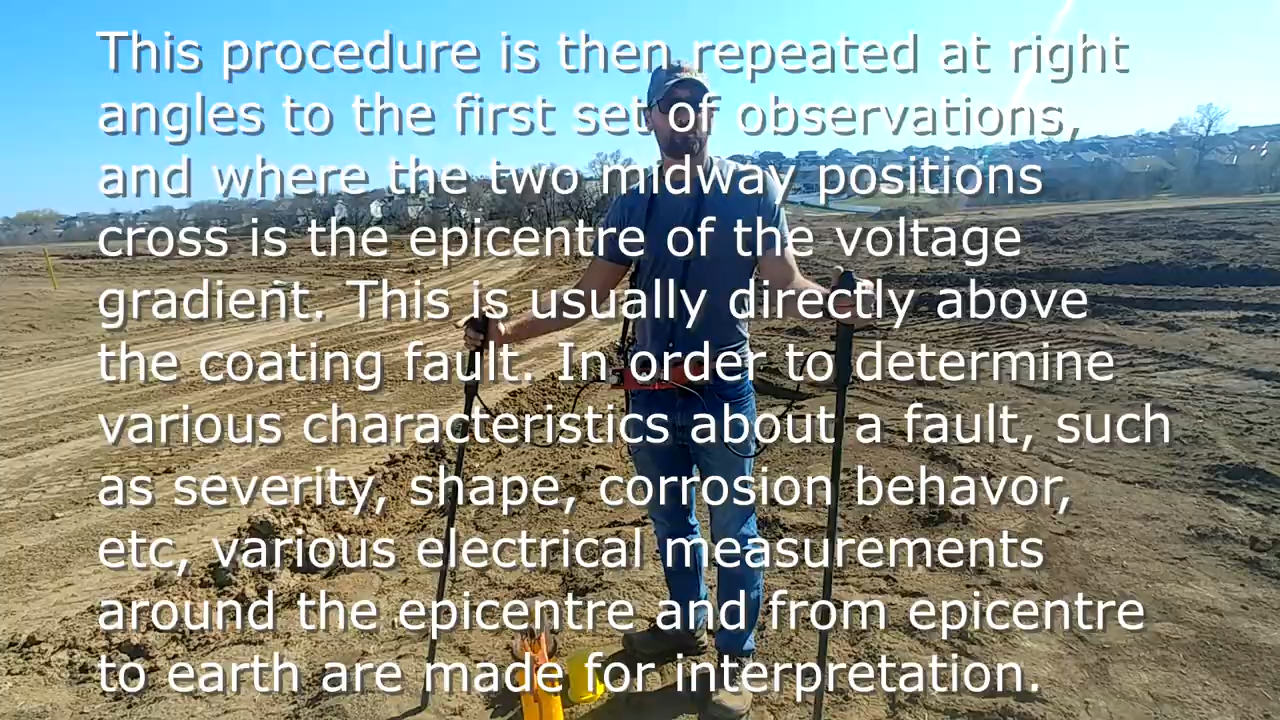 This procedure is then repeated at right
angles to the first set of observations,
and where the two midway positions
cross is the epicentre of the voltage
gradient. This is usually directly above
the coating fault. In order to determine
various characteristics about a fault, such
as severity, shape, corrosion behavor,
etc, various electrical measurements
around the epicentre and from epicentre
to earth are made for interpretation.